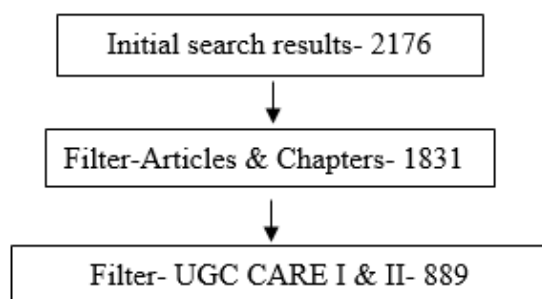 Initial search results- 2176
Filter-Articles & Chapters- 1831
Filter- UGC CARE I & II- 889